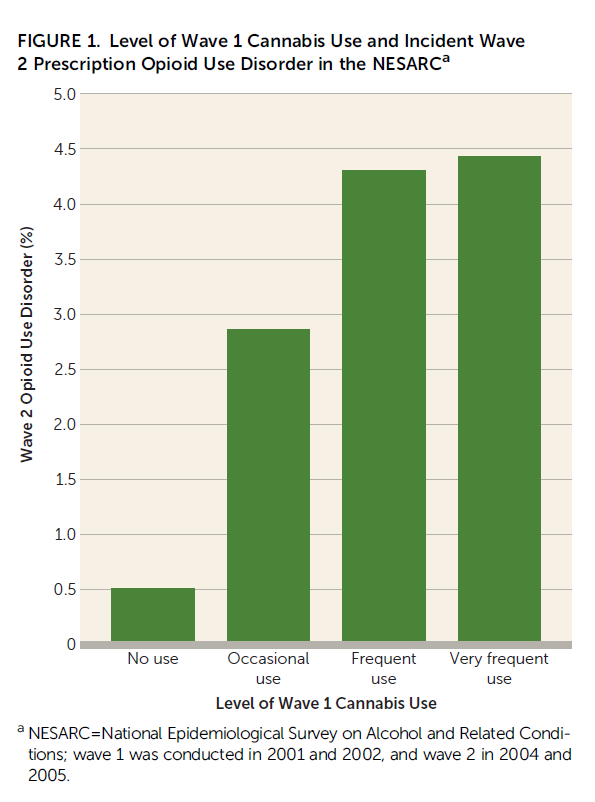 FIGURE 1. Level of Wave 1 Cannabis Use and Incident Wave
2 Prescription Opioid Use Disorder in the NESARCa
5.0
4.5
4.0
3.5
3.0
2.5
2.0
1.5
1.0
0.5
0
Wave 2 Opioid Use Disorder (%)
No use
Occasional
use
Frequent
use
Very frequent
use
Level of Wave 1 Cannabis Use
a NESARC=National Epidemiological Survey on Alcohol and Related Condi-
tions; wave 1 was conducted in 2001 and 2002, and wave 2 in 2004 and
2005.